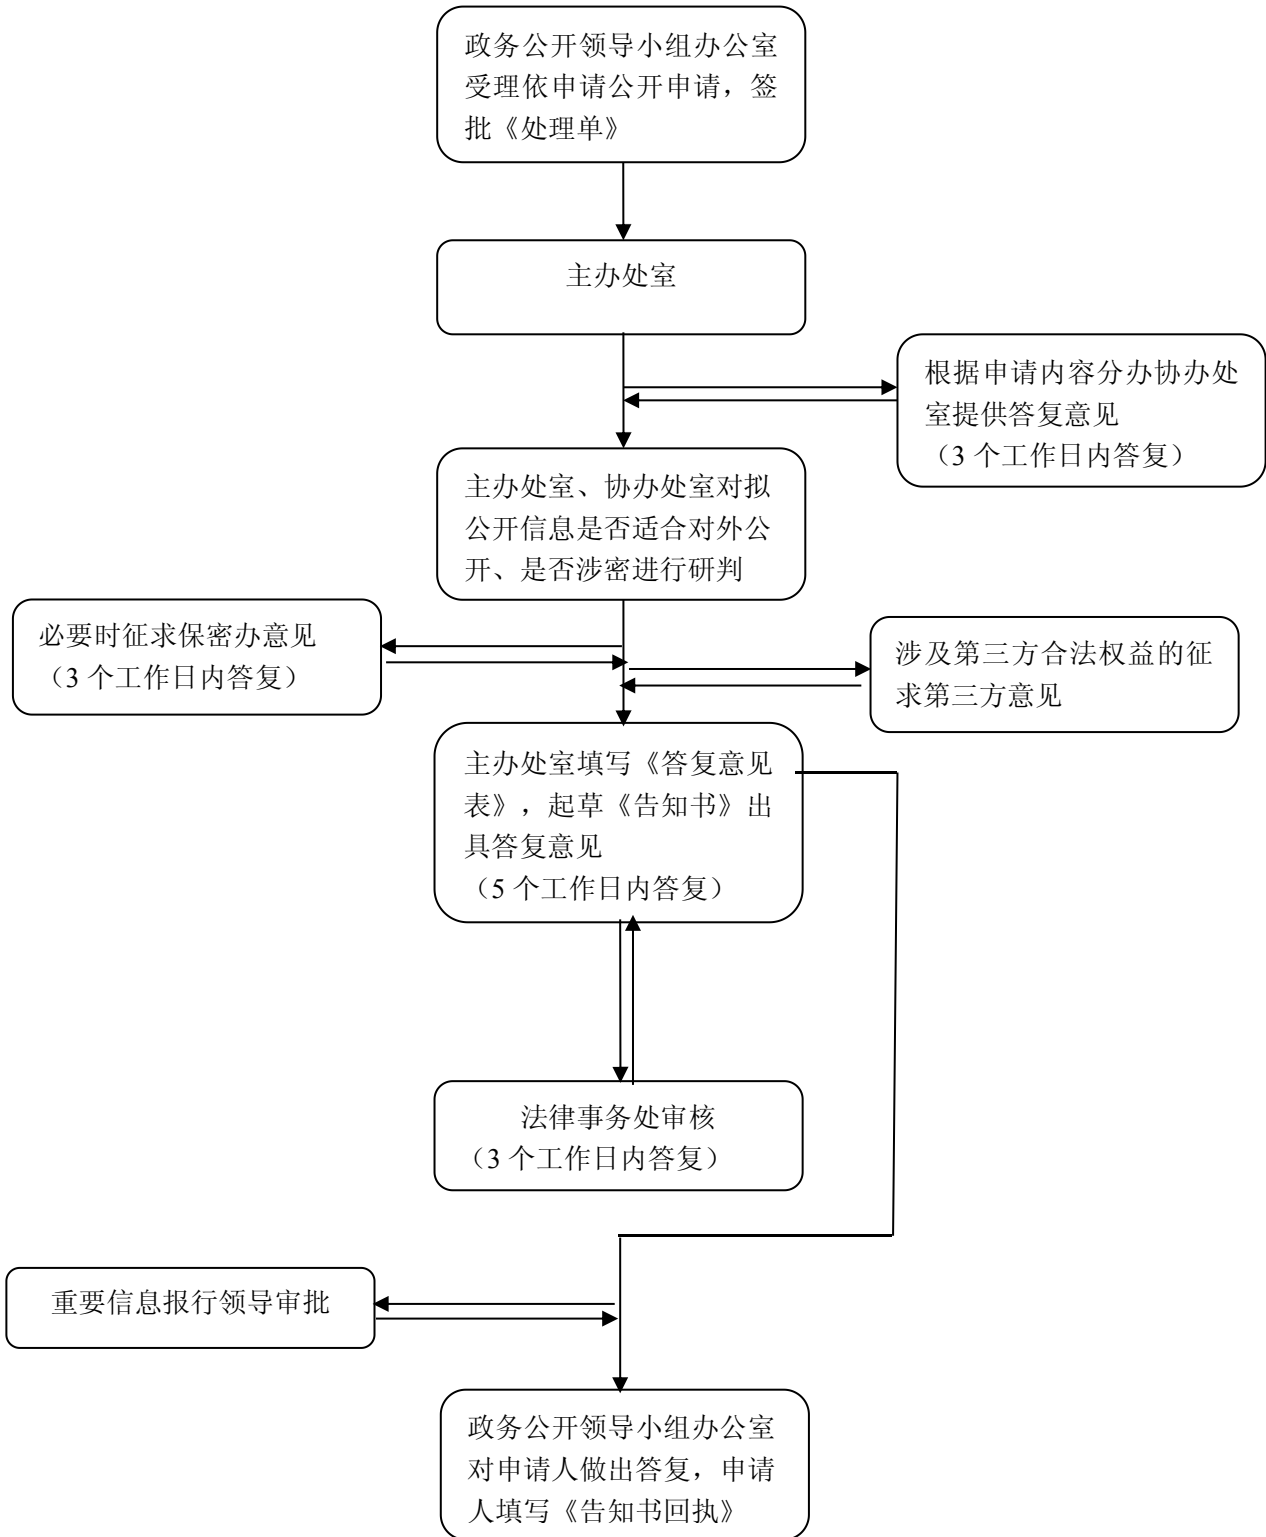 政务公开领导小组办公室
受理依申请公开申请，签
批《处理单》
主办处室
根据申请内容分办协办处
室提供答复意见
（3 个工作日内答复）
主办处室、协办处室对拟
公开信息是否适合对外公
开、是否涉密进行研判
必要时征求保密办意见
（3 个工作日内答复）
涉及第三方合法权益的征
求第三方意见
主办处室填写《答复意见
表》，起草《告知书》出
具答复意见
（5 个工作日内答复）
法律事务处审核
（3 个工作日内答复）
重要信息报行领导审批
政务公开领导小组办公室
对申请人做出答复，申请
人填写《告知书回执》